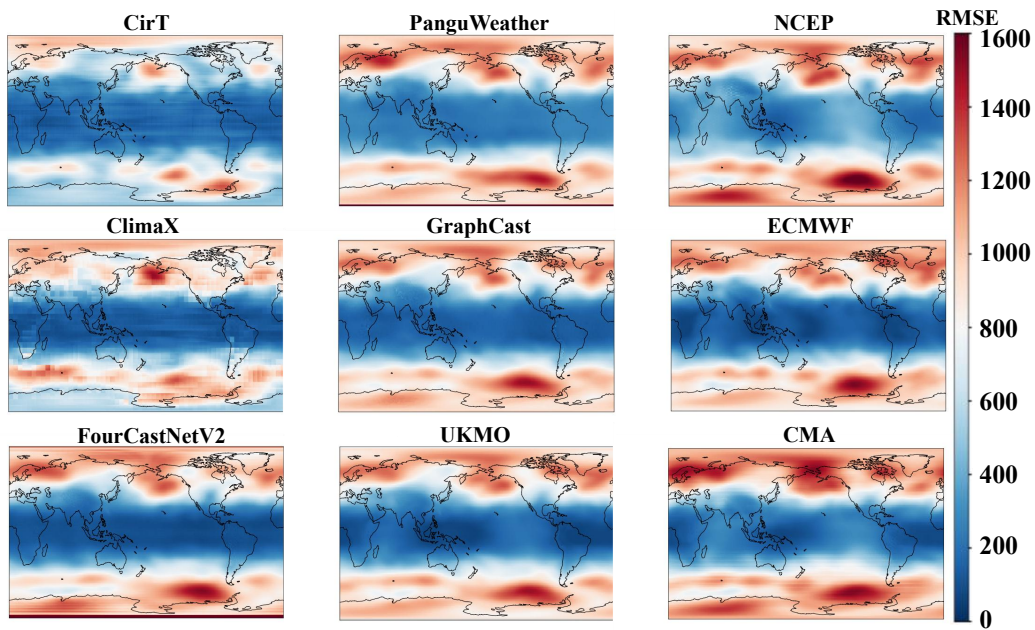 CirT
PanguWeather
NCEP
RMSE
ClimaX
GraphCast
ECMWF
FourCastNetV2
UKMO
CMA
1600
1400
1200
1000
800
600
400
200
0